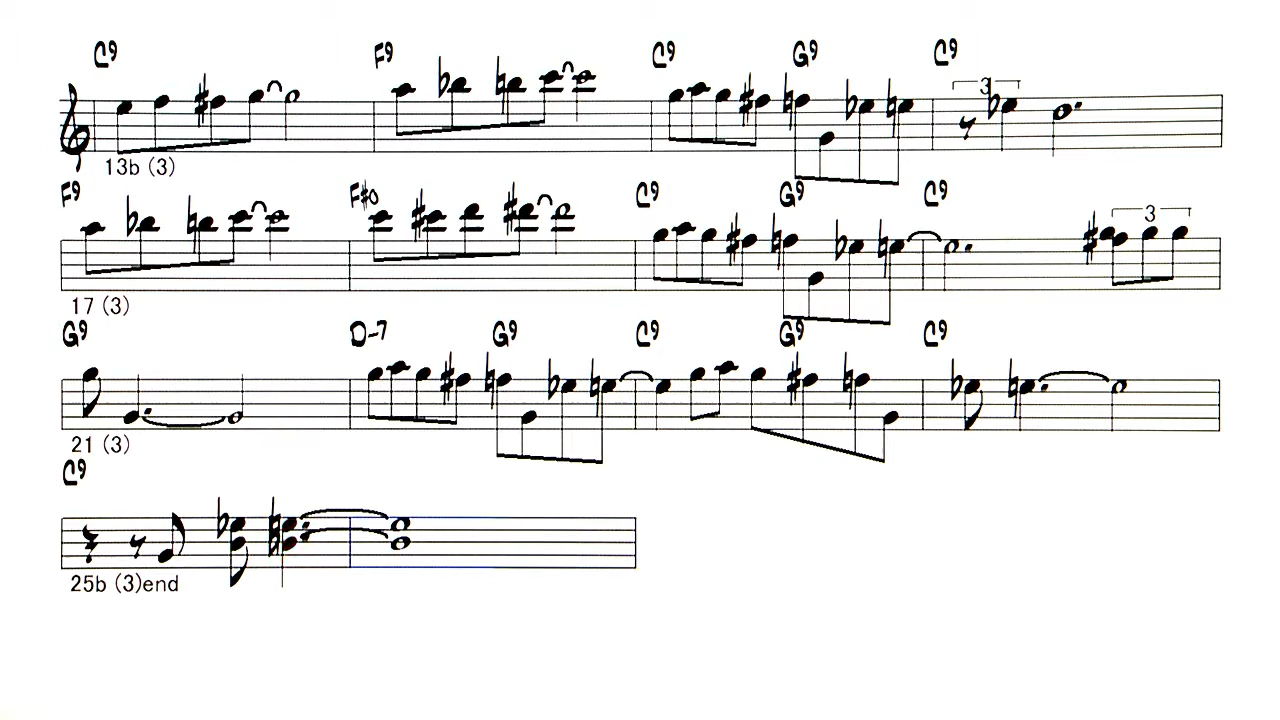 C9 F9 C9 G9 C9
3
13b (3)
F9 F#o C9 G9 C9
3
17 (3)
G9 D-7 G9 C9 G9 C9
21 (3)
C9
25b (3)end